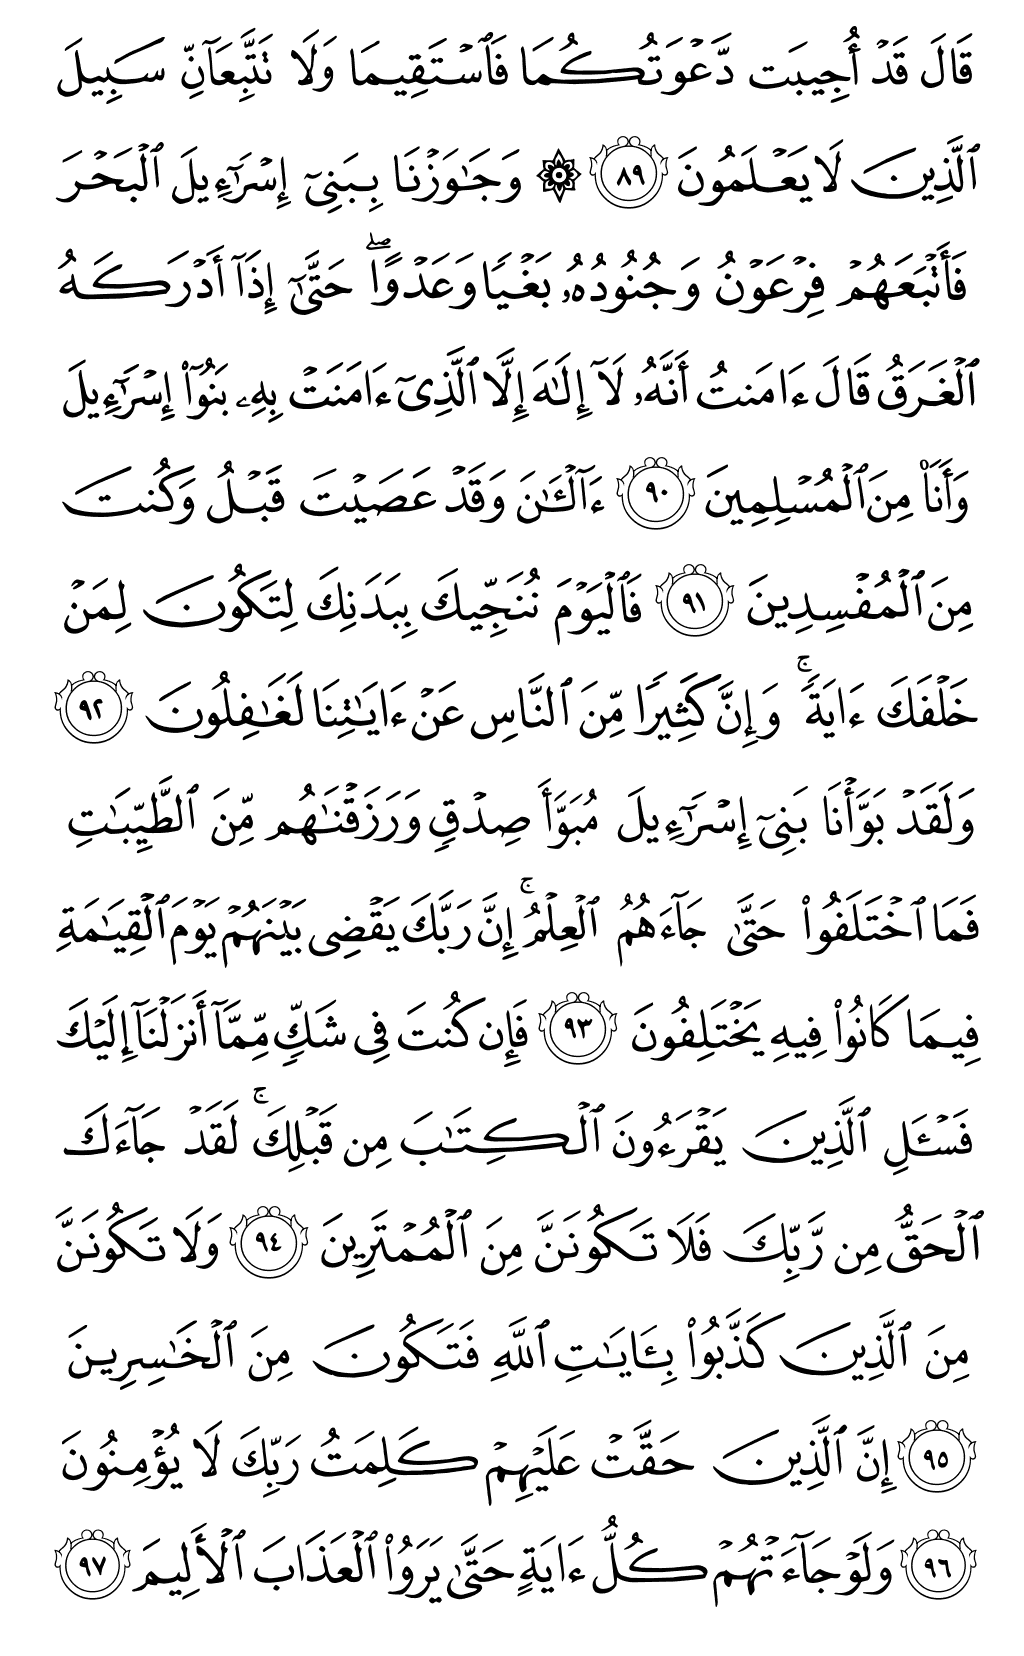 قَالَ قَدۡ أُجِيبَت دَّعۡوَتُكُمَا فَٱسۡتَقِيمَا وَلَا تَتَّبِعَآنِّ سَبِيلَ
ٱلَّذِينَ لَا يَعۡلَمُونَ ٨٩ ۞ وَجَٰوَزۡنَا بِبَنِيٓ إِسۡرَٰٓءِيلَ ٱلۡبَحۡرَ
فَأَتۡبَعَهُمۡ فِرۡعَوۡنُ وَجُنُودُهُۥ بَغۡيٗا وَعَدۡوًاۖ حَتَّىٰٓ إِذَآ أَدۡرَكَهُ
ٱلۡغَرَقُ قَالَ ءَامَنتُ أَنَّهُۥ لَآ إِلَٰهَ إِلَّا ٱلَّذِيٓ ءَامَنَتۡ بِهِۦ بَنُوٓاْ إِسۡرَٰٓءِيلَ
وَأَنَا۠ مِنَ ٱلۡمُسۡلِمِينَ ٩٠ ءَآلۡـَٰٔنَ وَقَدۡ عَصَيۡتَ قَبۡلُ وَكُنتَ
مِنَ ٱلۡمُفۡسِدِينَ ٩١ فَٱلۡيَوۡمَ نُنَجِّيكَ بِبَدَنِكَ لِتَكُونَ لِمَنۡ
خَلۡفَكَ ءَايَةٗۚ وَإِنَّ كَثِيرٗا مِّنَ ٱلنَّاسِ عَنۡ ءَايَٰتِنَا لَغَٰفِلُونَ ٩٢
وَلَقَدۡ بَوَّأۡنَا بَنِيٓ إِسۡرَٰٓءِيلَ مُبَوَّأَ صِدۡقٖ وَرَزَقۡنَٰهُم مِّنَ ٱلطَّيِّبَٰتِ
فَمَا ٱخۡتَلَفُواْ حَتَّىٰ جَآءَهُمُ ٱلۡعِلۡمُۚ إِنَّ رَبَّكَ يَقۡضِي بَيۡنَهُمۡ يَوۡمَ ٱلۡقِيَٰمَةِ
فِيمَا كَانُواْ فِيهِ يَخۡتَلِفُونَ ٩٣ فَإِن كُنتَ فِي شَكّٖ مِّمَّآ أَنزَلۡنَآ إِلَيۡكَ
فَسۡـَٔلِ ٱلَّذِينَ يَقۡرَءُونَ ٱلۡكِتَٰبَ مِن قَبۡلِكَۚ لَقَدۡ جَآءَكَ
ٱلۡحَقُّ مِن رَّبِّكَ فَلَا تَكُونَنَّ مِنَ ٱلۡمُمۡتَرِينَ ٩٤ وَلَا تَكُونَنَّ
مِنَ ٱلَّذِينَ كَذَّبُواْ بِـَٔايَٰتِ ٱللَّهِ فَتَكُونَ مِنَ ٱلۡخَٰسِرِينَ
٩٥ إِنَّ ٱلَّذِينَ حَقَّتۡ عَلَيۡهِمۡ كَلِمَتُ رَبِّكَ لَا يُؤۡمِنُونَ
٩٦ وَلَوۡ جَآءَتۡهُمۡ كُلُّ ءَايَةٍ حَتَّىٰ يَرَوُاْ ٱلۡعَذَابَ ٱلۡأَلِيمَ ٩٧